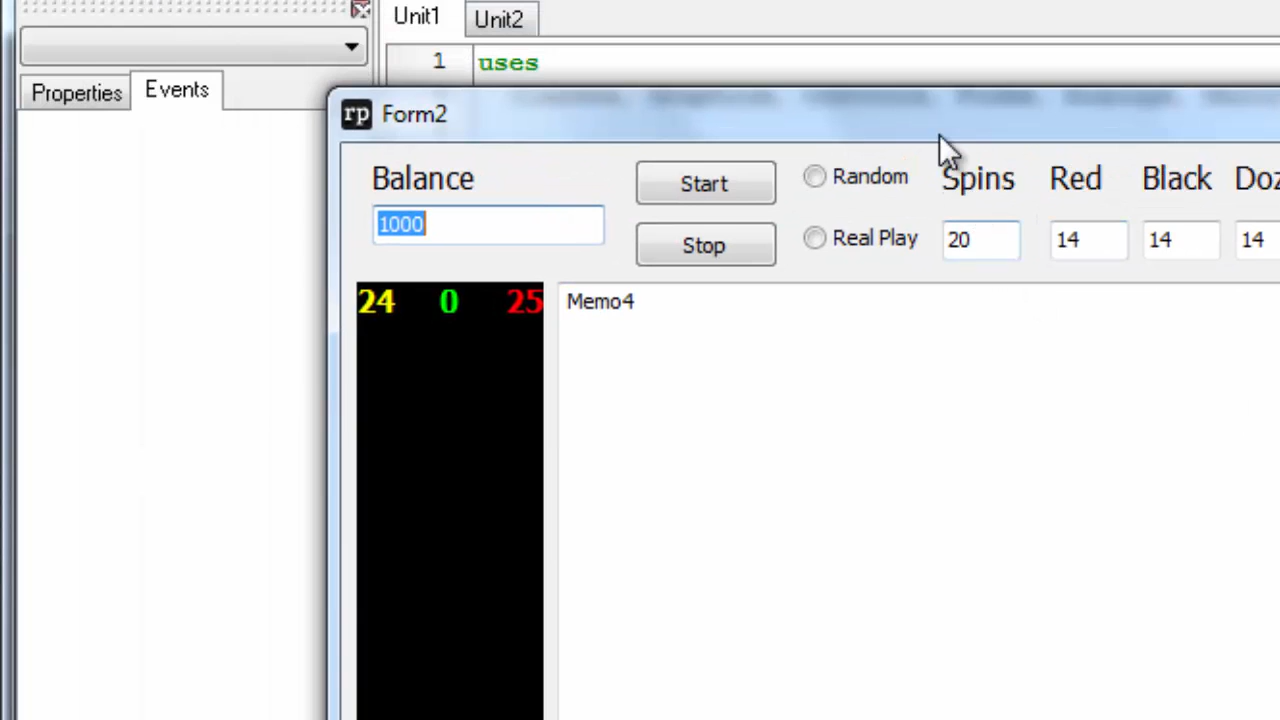 Unit1 Unit2
1 uses
Properties Events
rp Form2
Balance Start Random Spins Red Black Doz
1000 Stop Real Play 20 14 14 14
24 0 25 Memo4